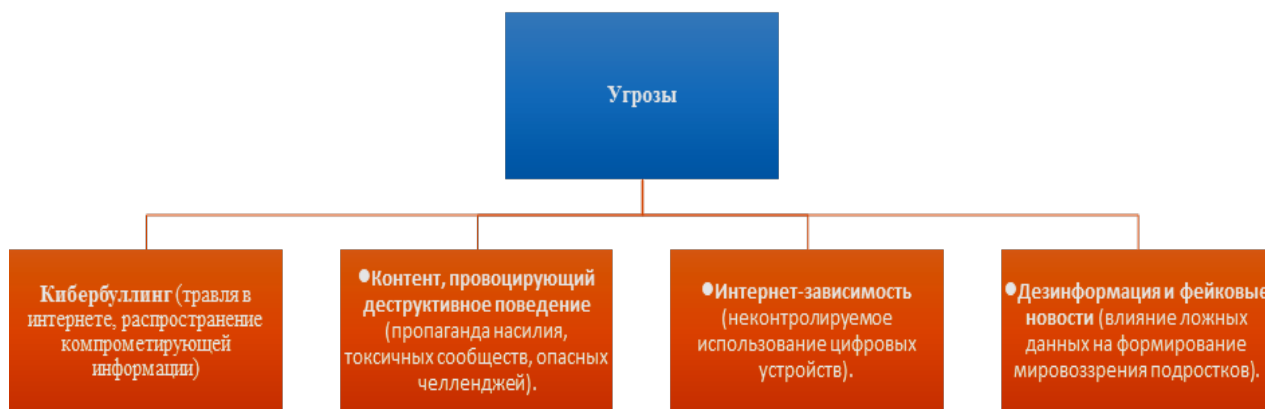 Угрозы
Кибербуллинг (травля в
интернете, распространение
компрометирующей
информации)
●Контент, провоцирующий
деструктивное поведение
(пропаганда насилия,
токсичных сообществ, опасных
челленджей).
●Интернет-зависимость
(неконтролируемое
использование цифровых
устройств).
●Дезинформация и фейковые
новости (влияние ложных
данных на формирование
мировоззрения подростков).